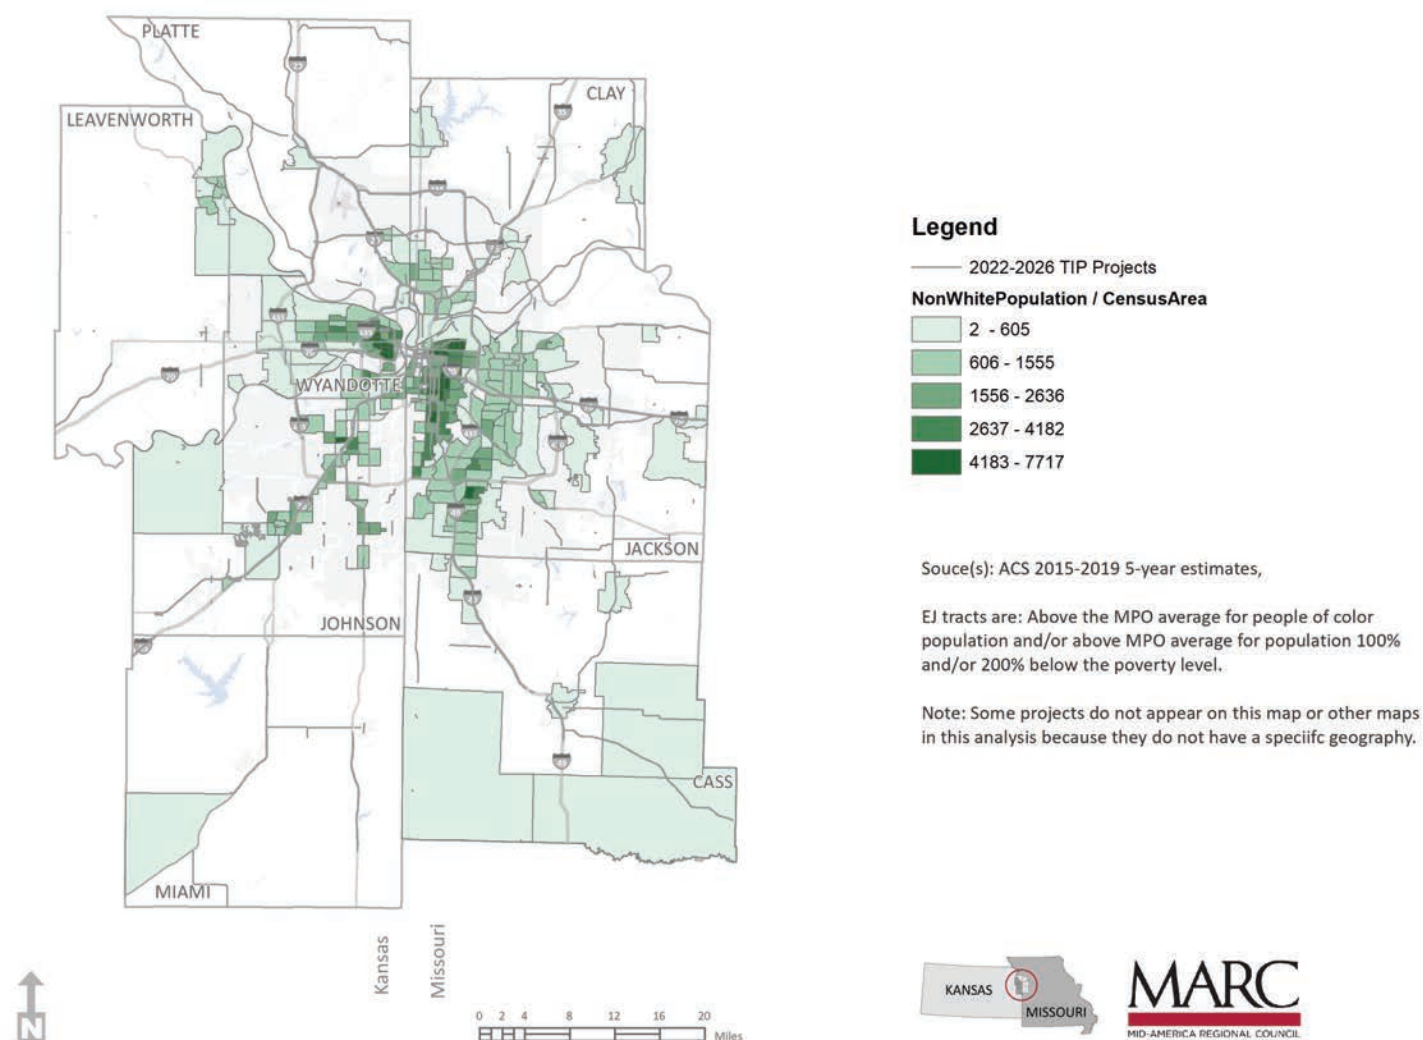 PLATTE
CLAY
LEAVENWORTH
WYANDOTTE
JACKSON
JOHNSON
CASS
MIAMI
Kansas
Missouri
N
0 2 4 8 12 16 20
Miles
Legend
2022-2026 TIP Projects
NonWhitePopulation / CensusArea
2 - 605
606 - 1555
1556 - 2636
2637 - 4182
4183 - 7717
Souce(s): ACS 2015-2019 5-year estimates,
EJ tracts are: Above the MPO average for people of color
population and/or above MPO average for population 100%
and/or 200% below the poverty level.
Note: Some projects do not appear on this map or other maps
in this analysis because they do not have a speciifc geography.
KANSAS
MISSOURI
MARC
MID-AMERICA REGIONAL COUNCIL